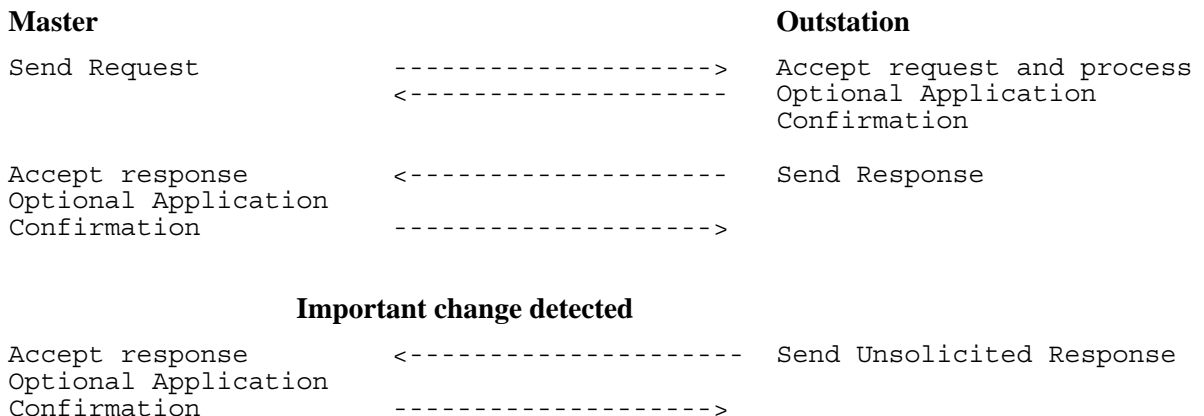 Master Outstation
Send Request --------------------> Accept request and process
<-------------------- Optional Application
Confirmation
Accept response <-------------------- Send Response
Optional Application
Confirmation -------------------->
Important change detected
Accept response <--------------------- Send Unsolicited Response
Optional Application
Confirmation -------------------->